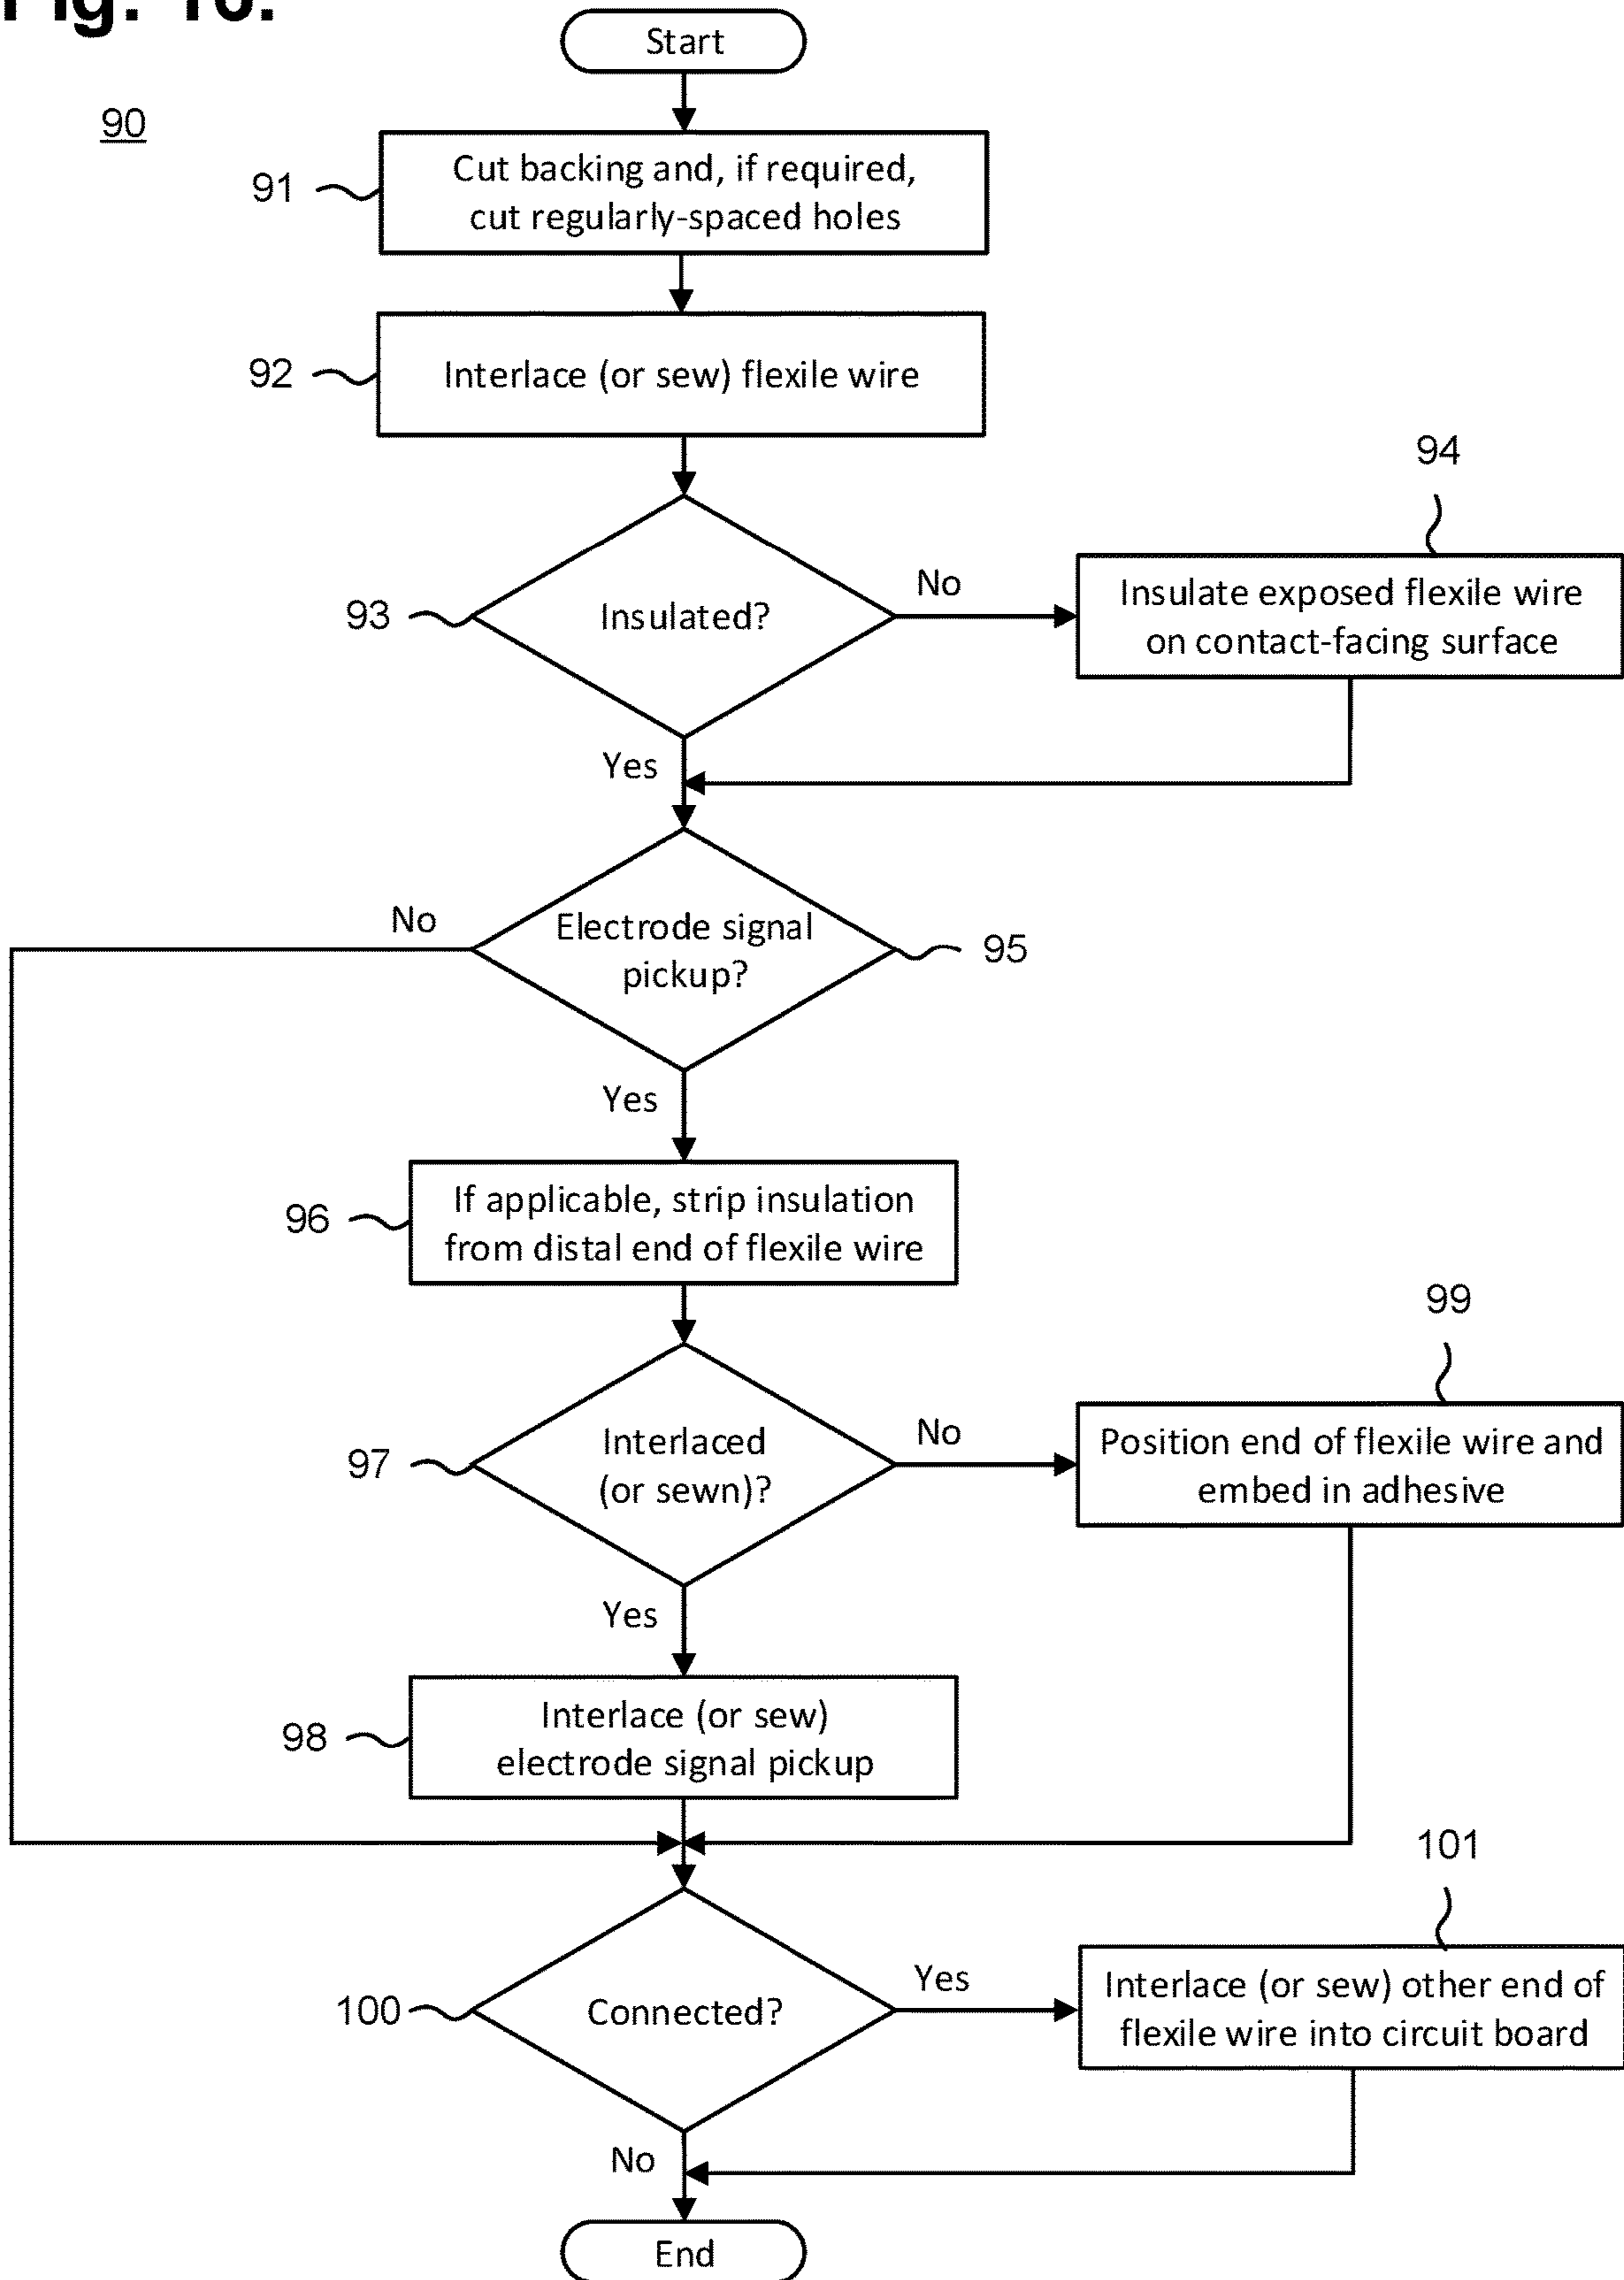 Fig. 10.
Start
90
91
Cut backing and, if required,
cut regularly-spaced holes
92
Interlace (or sew) flexile wire
94
93
Insulated?
No
Insulate exposed flexile wire
on contact-facing surface
Yes
No
Electrode signal
pickup?
95
Yes
96
If applicable, strip insulation
from distal end of flexile wire
99
97
Interlaced
(or sewn)?
No
Position end of flexile wire and
embed in adhesive
Yes
98
Interlace (or sew)
electrode signal pickup
101
100
Connected?
Yes
Interlace (or sew) other end of
flexile wire into circuit board
No
End